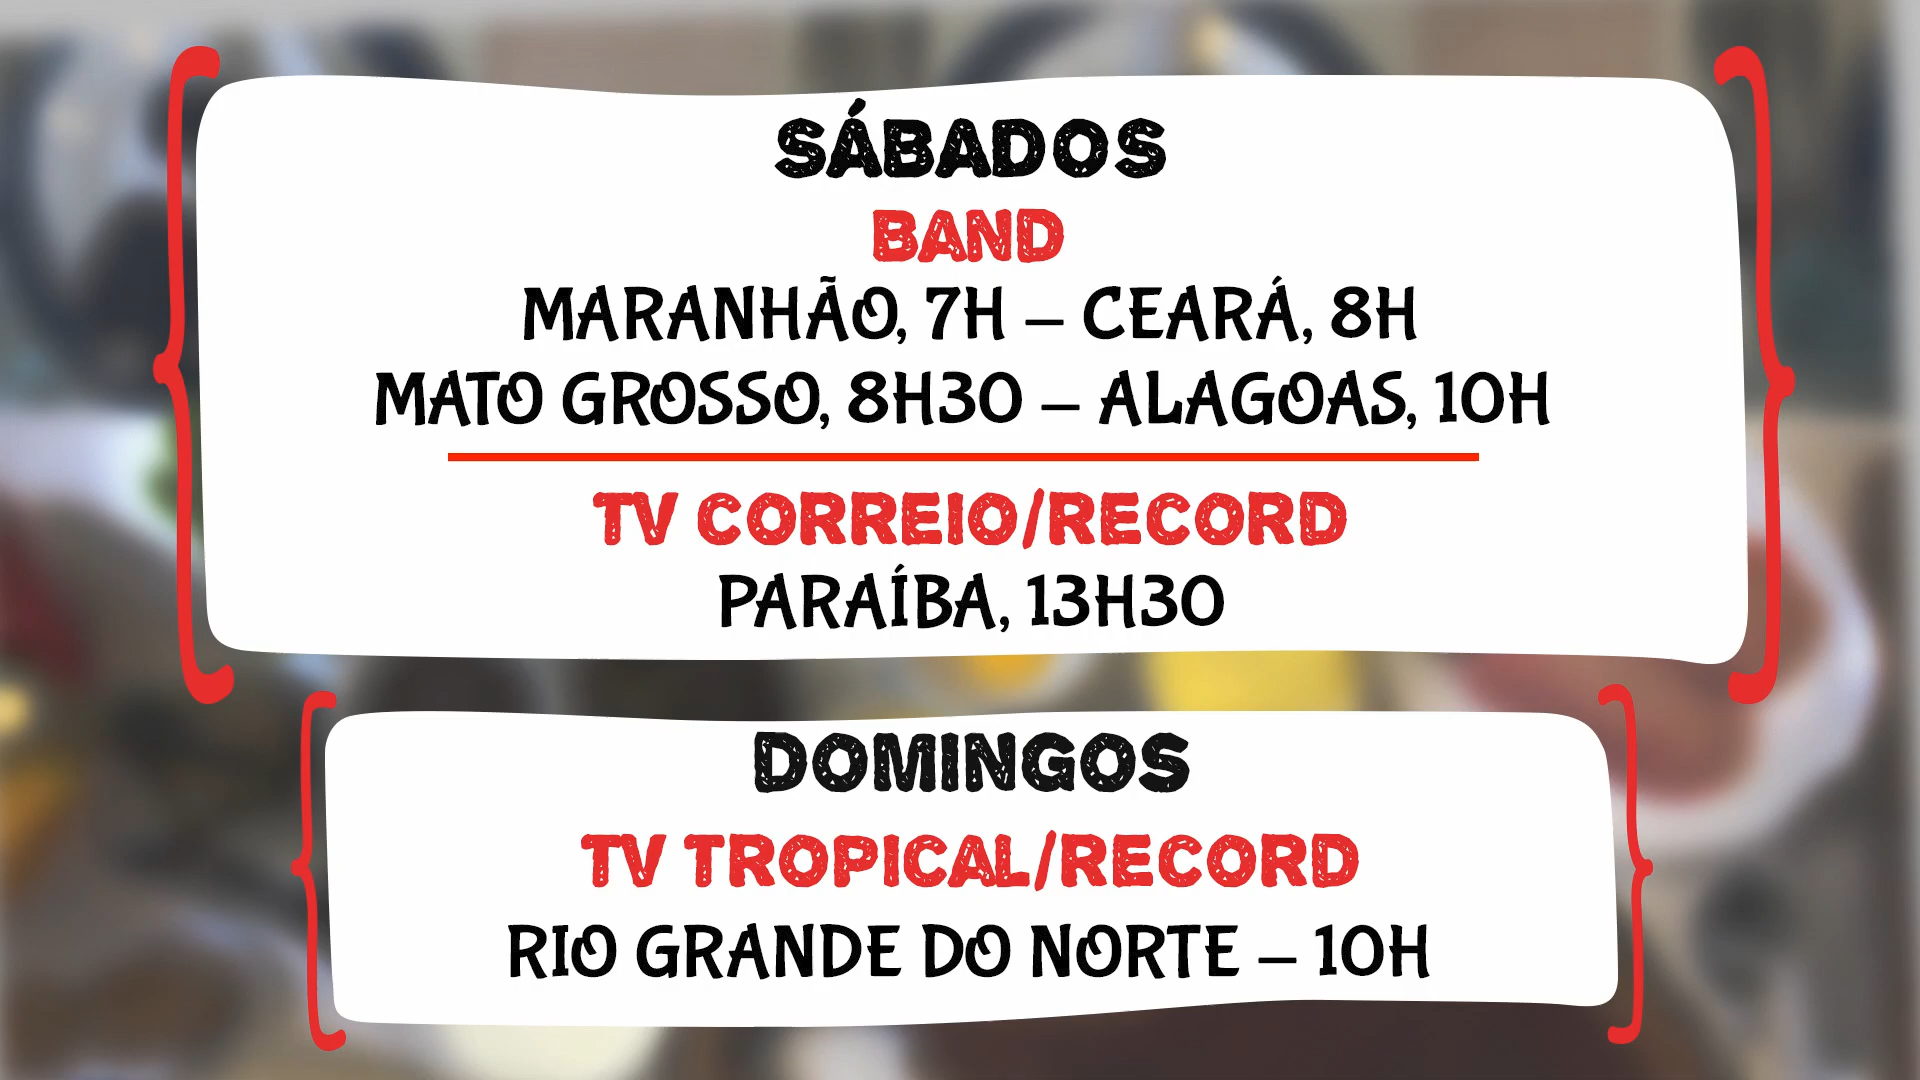 SÁBADOS
BAND
MARANHÃO, 7H – CEARÁ, 8H
MATO GROSSO, 8H30 – ALAGOAS, 10H
TV CORREIO/RECORD
PARAÍBA, 13H30
DOMINGOS
TV TROPICAL/RECORD
RIO GRANDE DO NORTE – 10H